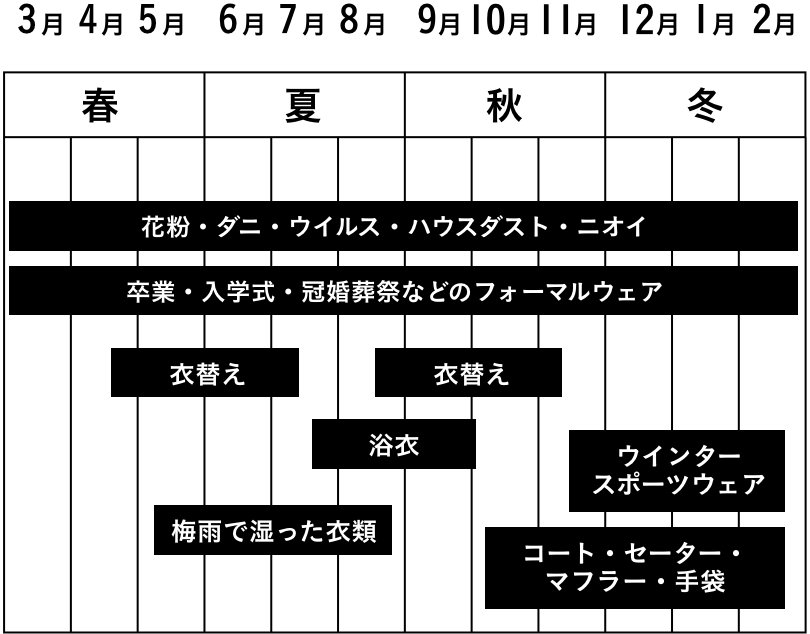 3月 4月 5月 6月 7月 8月 9月 10月 11月 12月 1月 2月
春 夏 秋 冬
花粉・ダニ・ウイルス・ハウスダスト・ニオイ
卒業・入学式・冠婚葬祭などのフォーマルウェア
衣替え 衣替え
浴衣
ウインター
スポーツウェア
梅雨で湿った衣類
コート・セーター・
マフラー・手袋